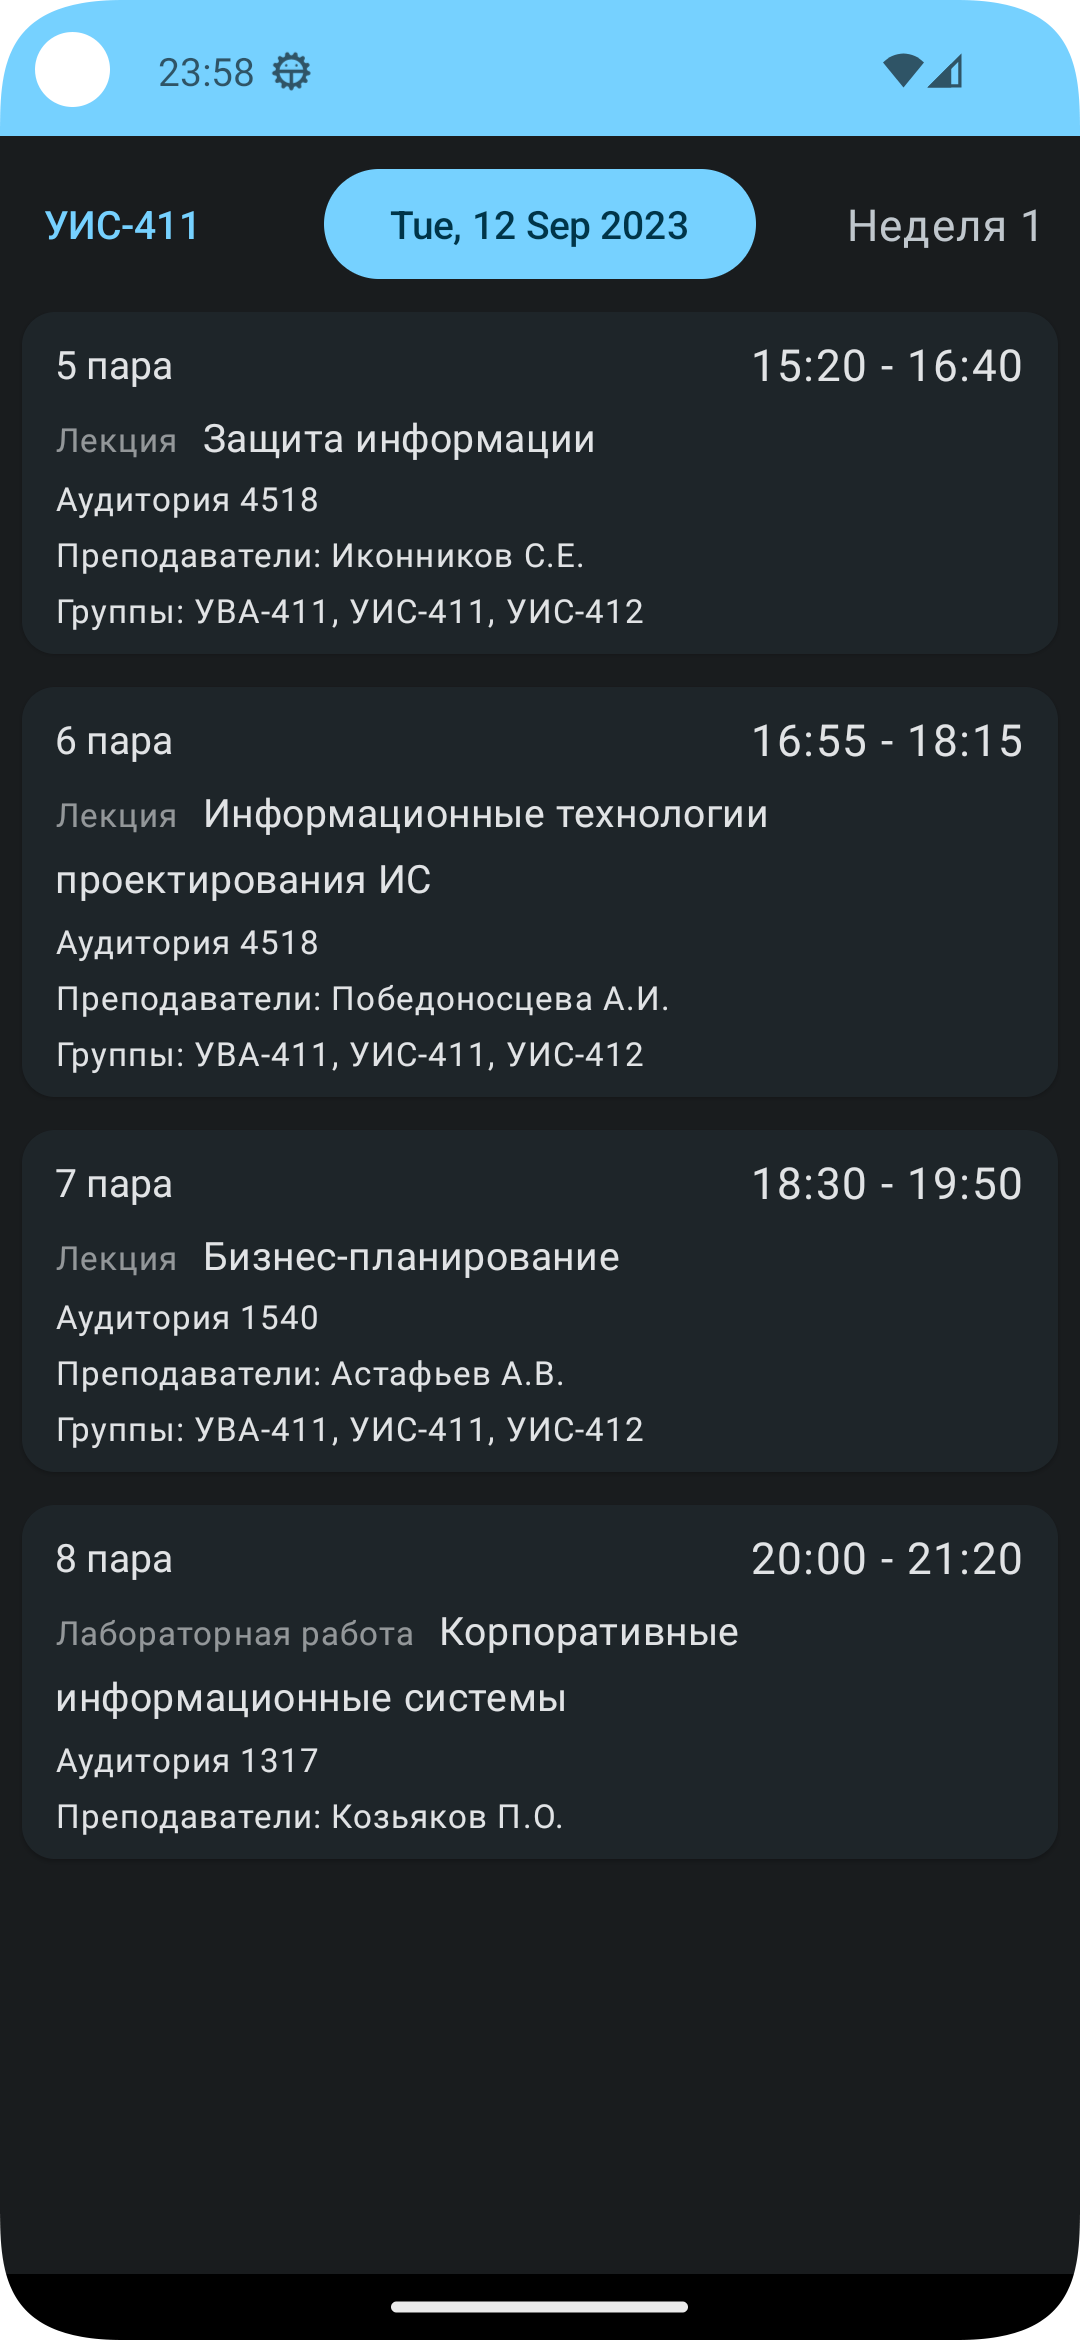 23:58
УИС-411
Tue, 12 Sep 2023
Неделя 1
5 пара
15:20 - 16:40
Лекция Защита информации
Аудитория 4518
Преподаватели: Иконников С.Е.
Группы: УВА-411, УИС-411, УИС-412
6 пара
16:55 - 18:15
Лекция Информационные технологии
проектирования ИС
Аудитория 4518
Преподаватели: Победоносцева А.И.
Группы: УВА-411, УИС-411, УИС-412
7 пара
18:30 - 19:50
Лекция Бизнес-планирование
Аудитория 1540
Преподаватели: Астафьев А.В.
Группы: УВА-411, УИС-411, УИС-412
8 пара
20:00 - 21:20
Лабораторная работа Корпоративные
информационные системы
Аудитория 1317
Преподаватели: Козьяков П.О.